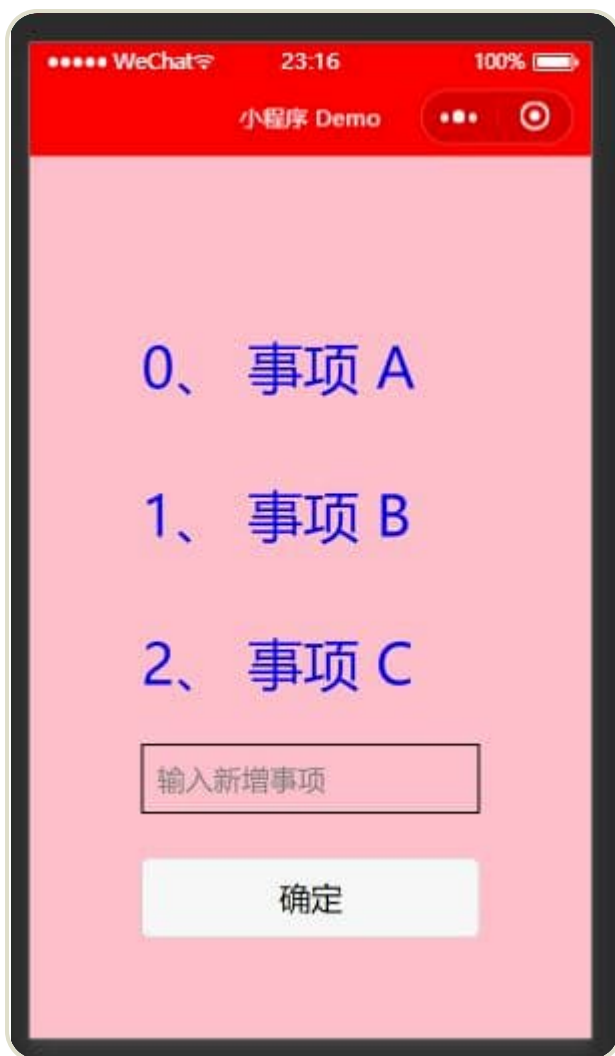 WeChat 23:16 100%
小程序 Demo
0、 事项 A
1、 事项 B
2、 事项 C
输入新增事项
确定